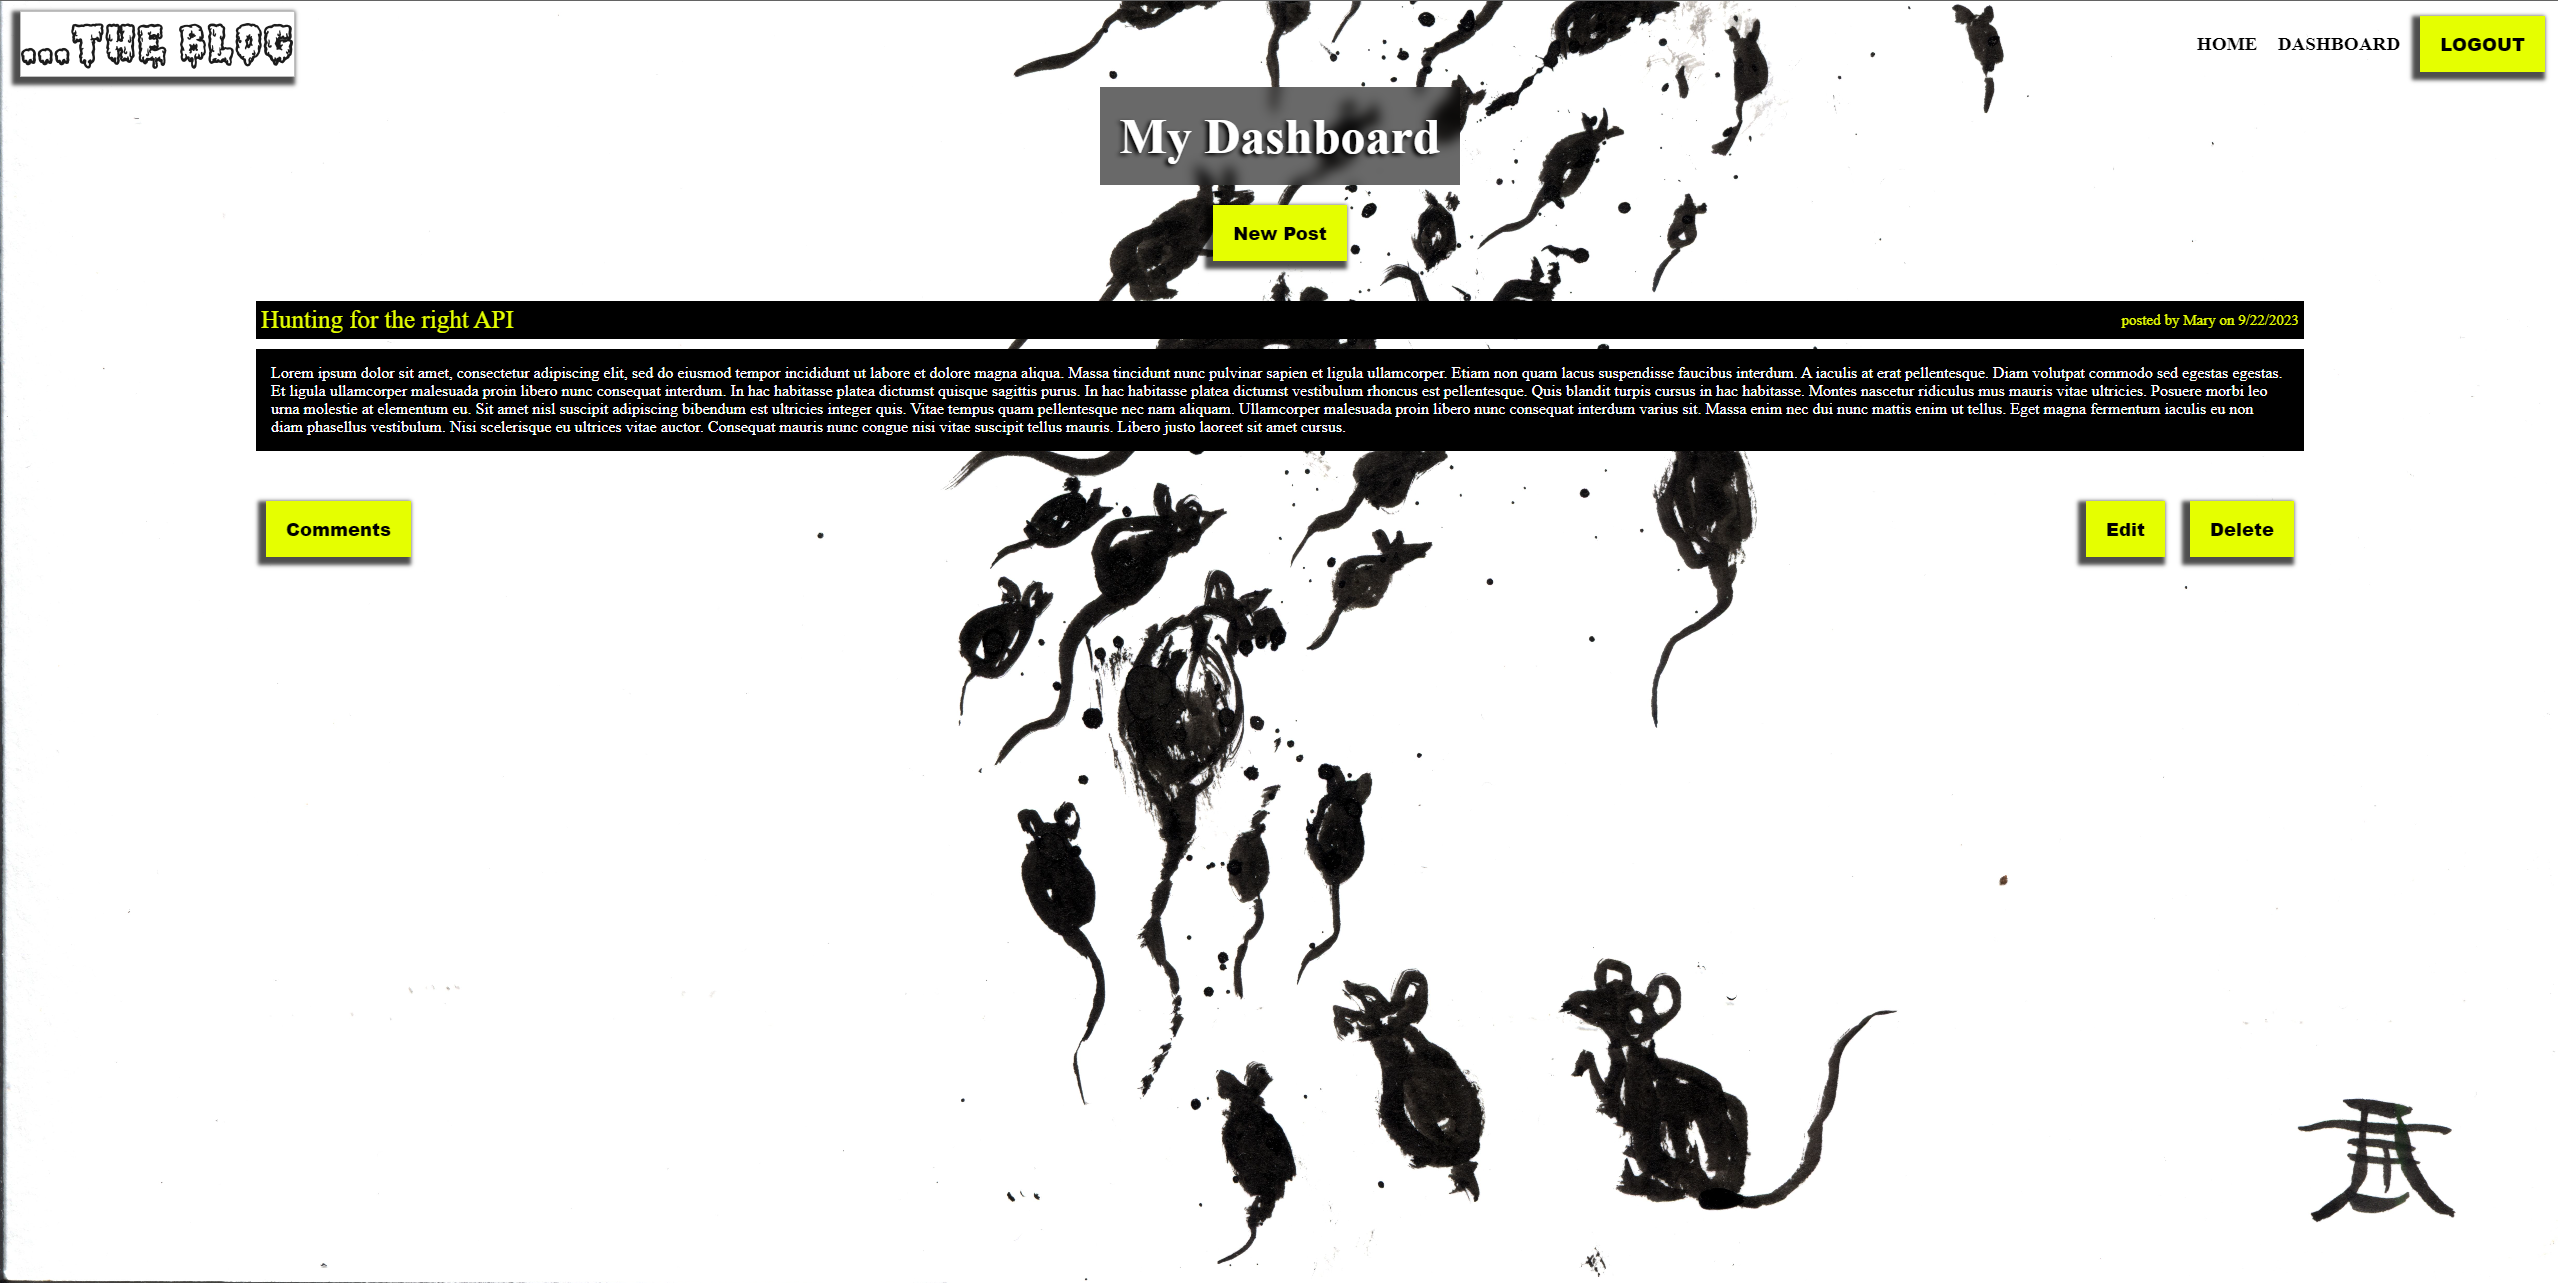 ...THE BLOG
HOME DASHBOARD LOGOUT
My Dashboard
New Post
Hunting for the right API
posted by Mary on 9/22/2023
Lorem ipsum dolor sit amet, consectetur adipiscing elit, sed do eiusmod tempor incididunt ut labore et dolore magna aliqua. Massa tincidunt nunc pulvinar sapien et ligula ullamcorper. Etiam non quam lacus suspendisse faucibus interdum. A iaculis at erat pellentesque. Diam volutpat commodo sed egestas egestas.
Et ligula ullamcorper malesuada proin libero nunc consequat interdum. In hac habitasse platea dictumst quisque sagittis purus. In hac habitasse platea dictumst vestibulum rhoncus est pellentesque. Quis blandit turpis cursus in hac habitasse. Montes nascetur ridiculus mus mauris vitae ultricies. Posuere morbi leo
urna molestie at elementum eu. Sit amet nisl suscipit adipiscing bibendum est ultricies integer quis. Vitae tempus quam pellentesque nec nam aliquam. Ullamcorper malesuada proin libero nunc consequat interdum varius sit. Massa enim nec dui nunc mattis enim ut tellus. Eget magna fermentum iaculis eu non
diam phasellus vestibulum. Nisi scelerisque eu ultrices vitae auctor. Consequat mauris nunc congue nisi vitae suscipit tellus mauris. Libero justo laoreet sit amet cursus.
Comments
Edit
Delete